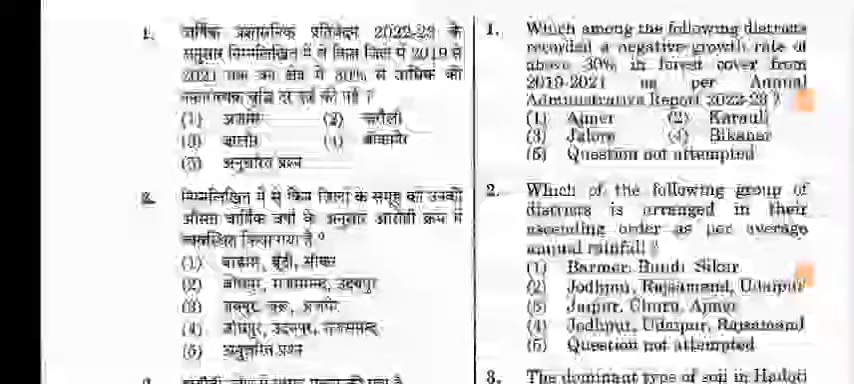 1. वार्षिक प्रशासनिक प्रतिवेदन 2022-23 के
अनुसार निम्नलिखित में से किस जिले में 2019 से
2021 तक वन क्षेत्र में 30% से अधिक की
नकारात्मक वृद्धि दर दर्ज की गई ?
(1) अजमेर (2) करौली
(3) जालोर (4) बीकानेर
(5) अनुत्तरित प्रश्न
2. निम्नलिखित में से किस जिलों के समूह को उनकी
औसत वार्षिक वर्षा के अनुसार आरोही क्रम में
व्यवस्थित किया गया है ?
(1) बाड़मेर, बूंदी, सीकर
(2) जोधपुर, राजसमन्द, उदयपुर
(3) जयपुर, चूरू, अजमेर
(4) जोधपुर, उदयपुर, राजसमन्द
(5) अनुत्तरित प्रश्न
1. Which among the following districts
recorded a negative growth rate of
above 30% in forest cover from
2019-2021 as per Annual
Administrative Report 2022-23 ?
(1) Ajmer (2) Karauli
(3) Jalore (4) Bikaner
(5) Question not attempted
2. Which of the following group of
districts is arranged in their
ascending order as per average
annual rainfall ?
(1) Barmer, Bundi, Sikar
(2) Jodhpur, Rajsamand, Udaipur
(3) Jaipur, Churu, Ajmer
(4) Jodhpur, Udaipur, Rajsamand
(5) Question not attempted
3. The dominant type of soil in Hadoti